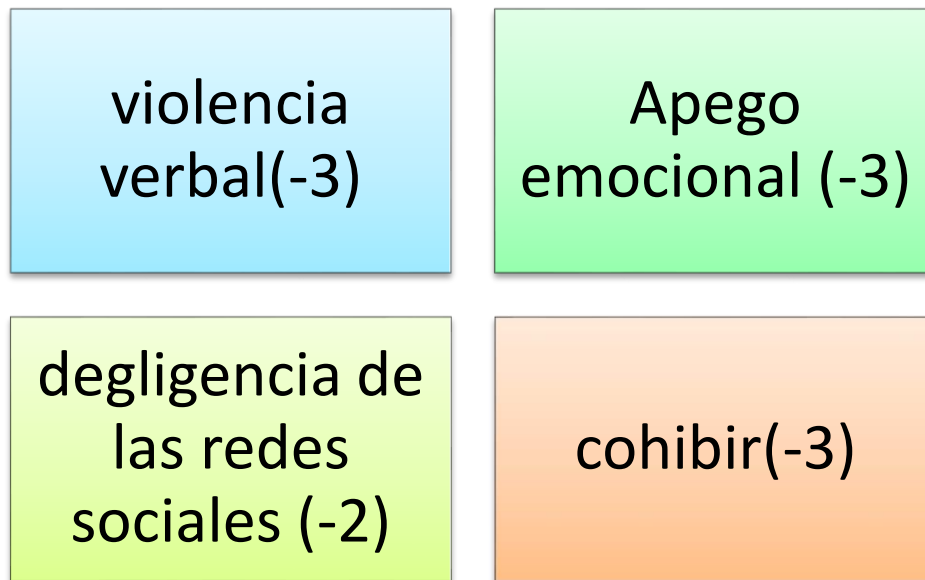 violencia
verbal(-3)
Apego
emocional (-3)
degligencia de
las redes
sociales (-2)
cohibir(-3)